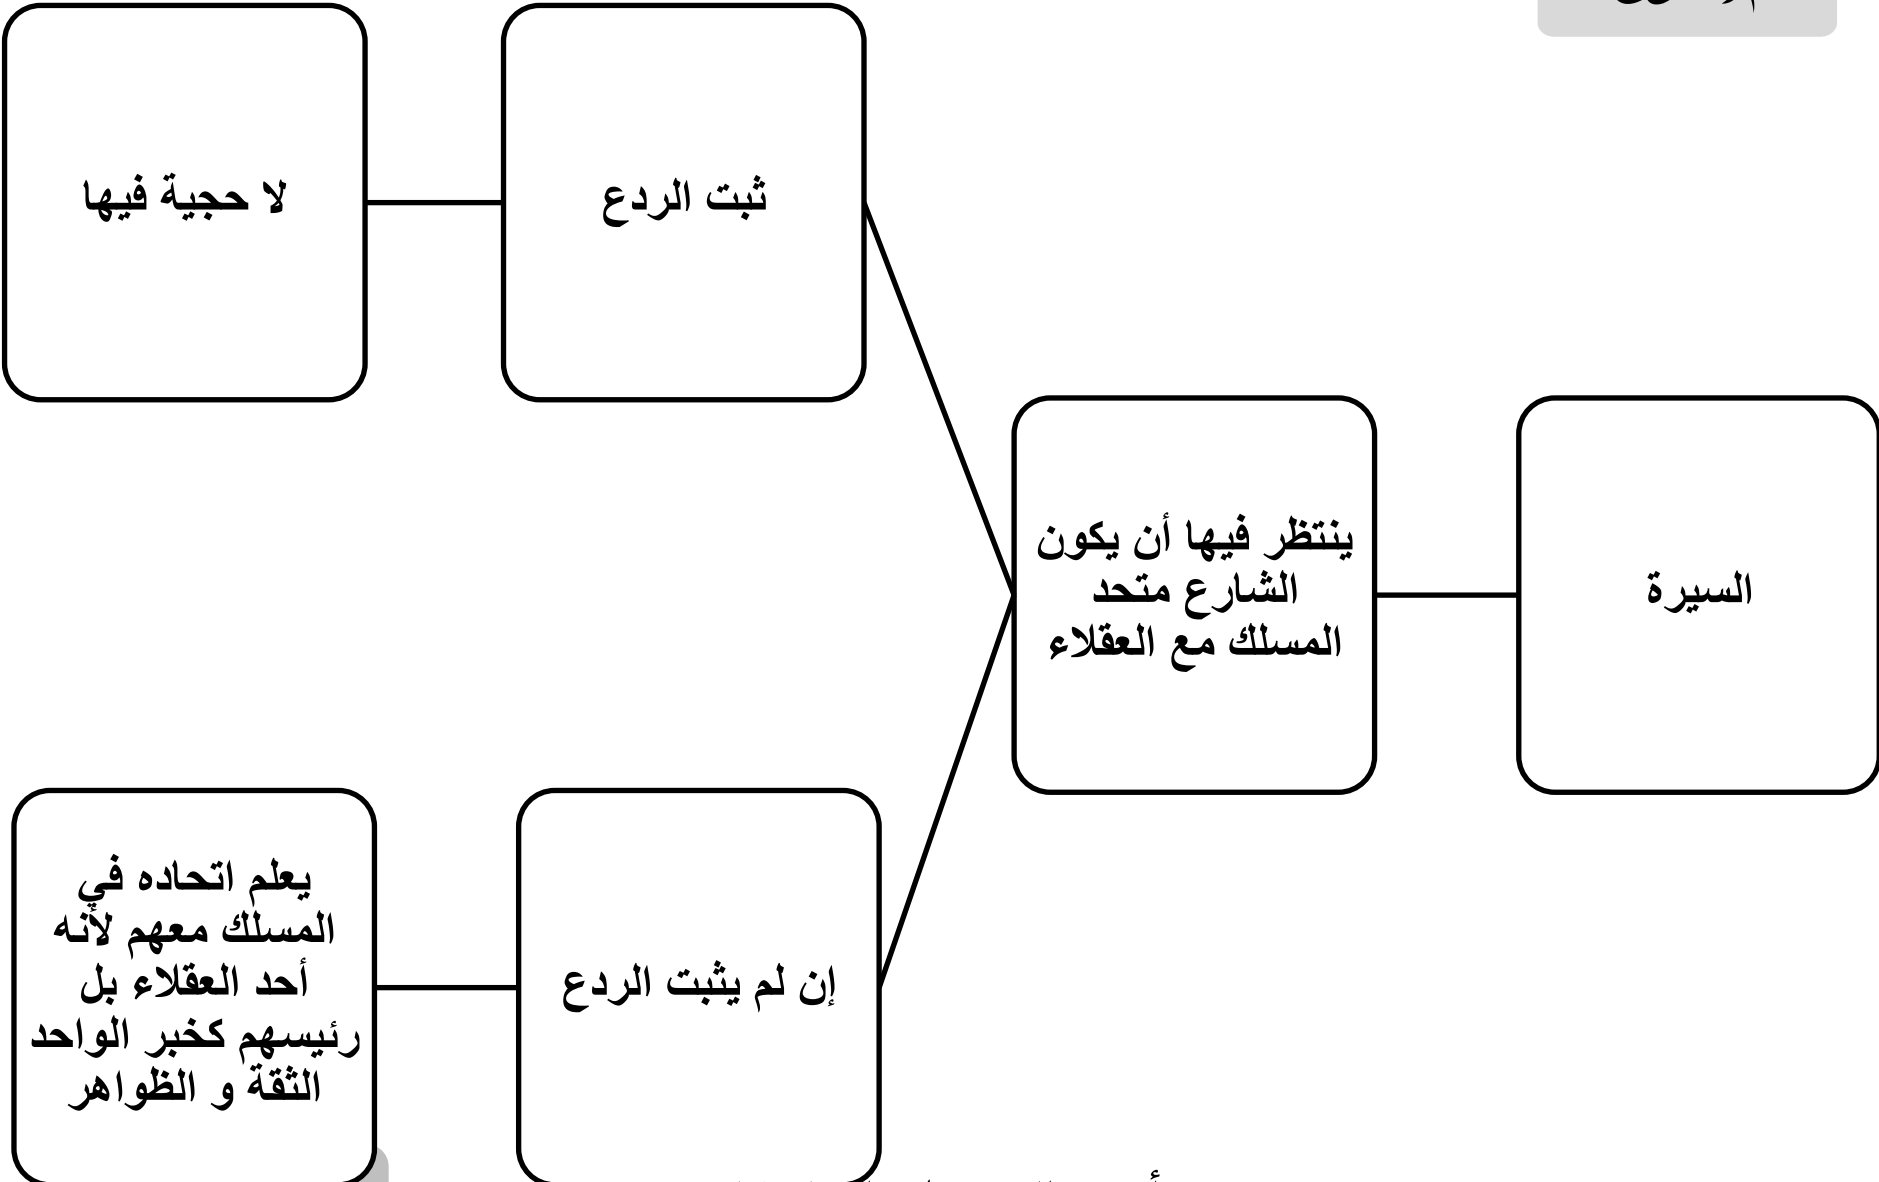 السيرة
ينتظر فيها أن يكون
الشارع متحد
المسلك مع العقلاء
ثبت الردع
لا حجية فيها
إن لم يثبت الردع
يعلم اتحاده في
المسلك معهم لأنه
أحد العقلاء بل
رئيسهم كخبر الواحد
الثقة و الظواهر